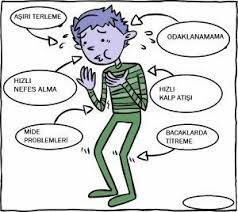 AŞIRI TERLEME
ODAKLANAMAMA
HIZLI
NEFES ALMA
HIZLI
KALP ATIŞI
MİDE
PROBLEMLERİ
BACAKLARDA
TİTREME